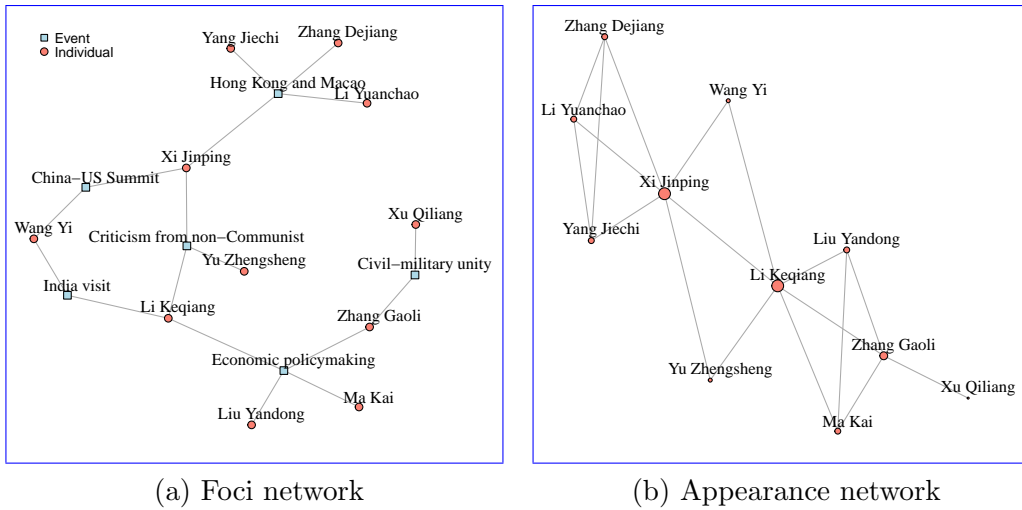 Event
Individual
Yang Jiechi
Zhang Dejiang
Hong Kong and Macao
Li Yuanchao
Xi Jinping
China−US Summit
Wang Yi
Criticism from non−Communist
Yu Zhengsheng
Xu Qiliang
Civil−military unity
India visit
Li Keqiang
Zhang Gaoli
Economic policymaking
Ma Kai
Liu Yandong
(a) Foci network
Zhang Dejiang
Wang Yi
Li Yuanchao
Xi Jinping
Yang Jiechi
Liu Yandong
Li Keqiang
Zhang Gaoli
Yu Zhengsheng
Xu Qiliang
Ma Kai
(b) Appearance network